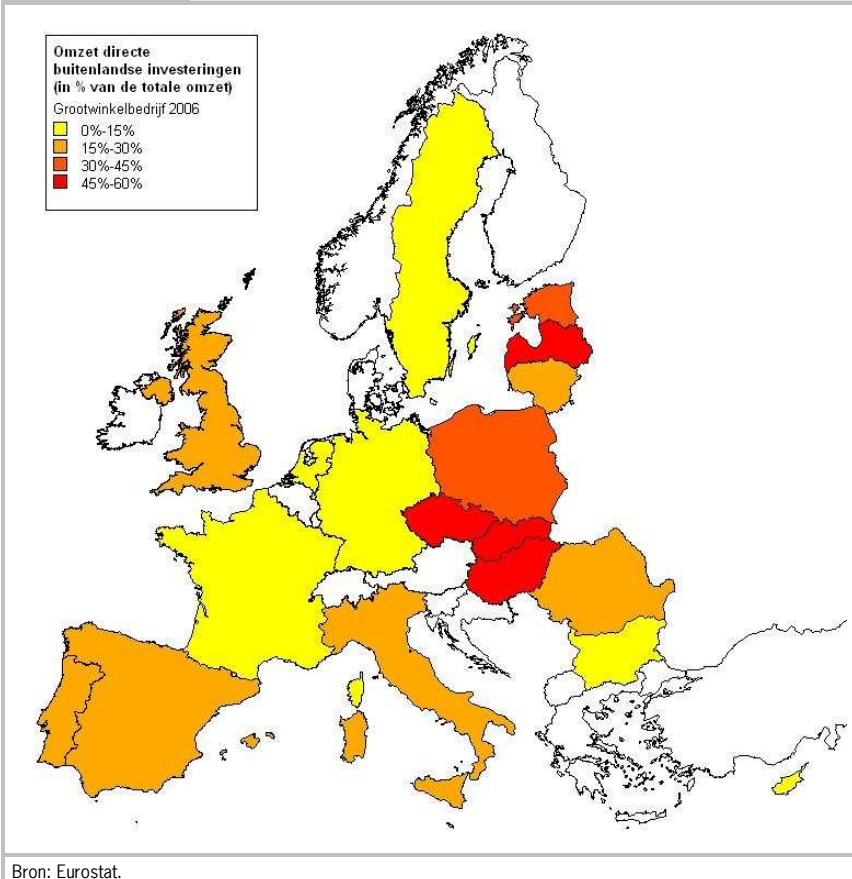 Omzet directe
buitenlandse investeringen
(in % van de totale omzet)
Grootwinkelbedrijf 2006
0%-15%
15%-30%
30%-45%
45%-60%
Bron: Eurostat.